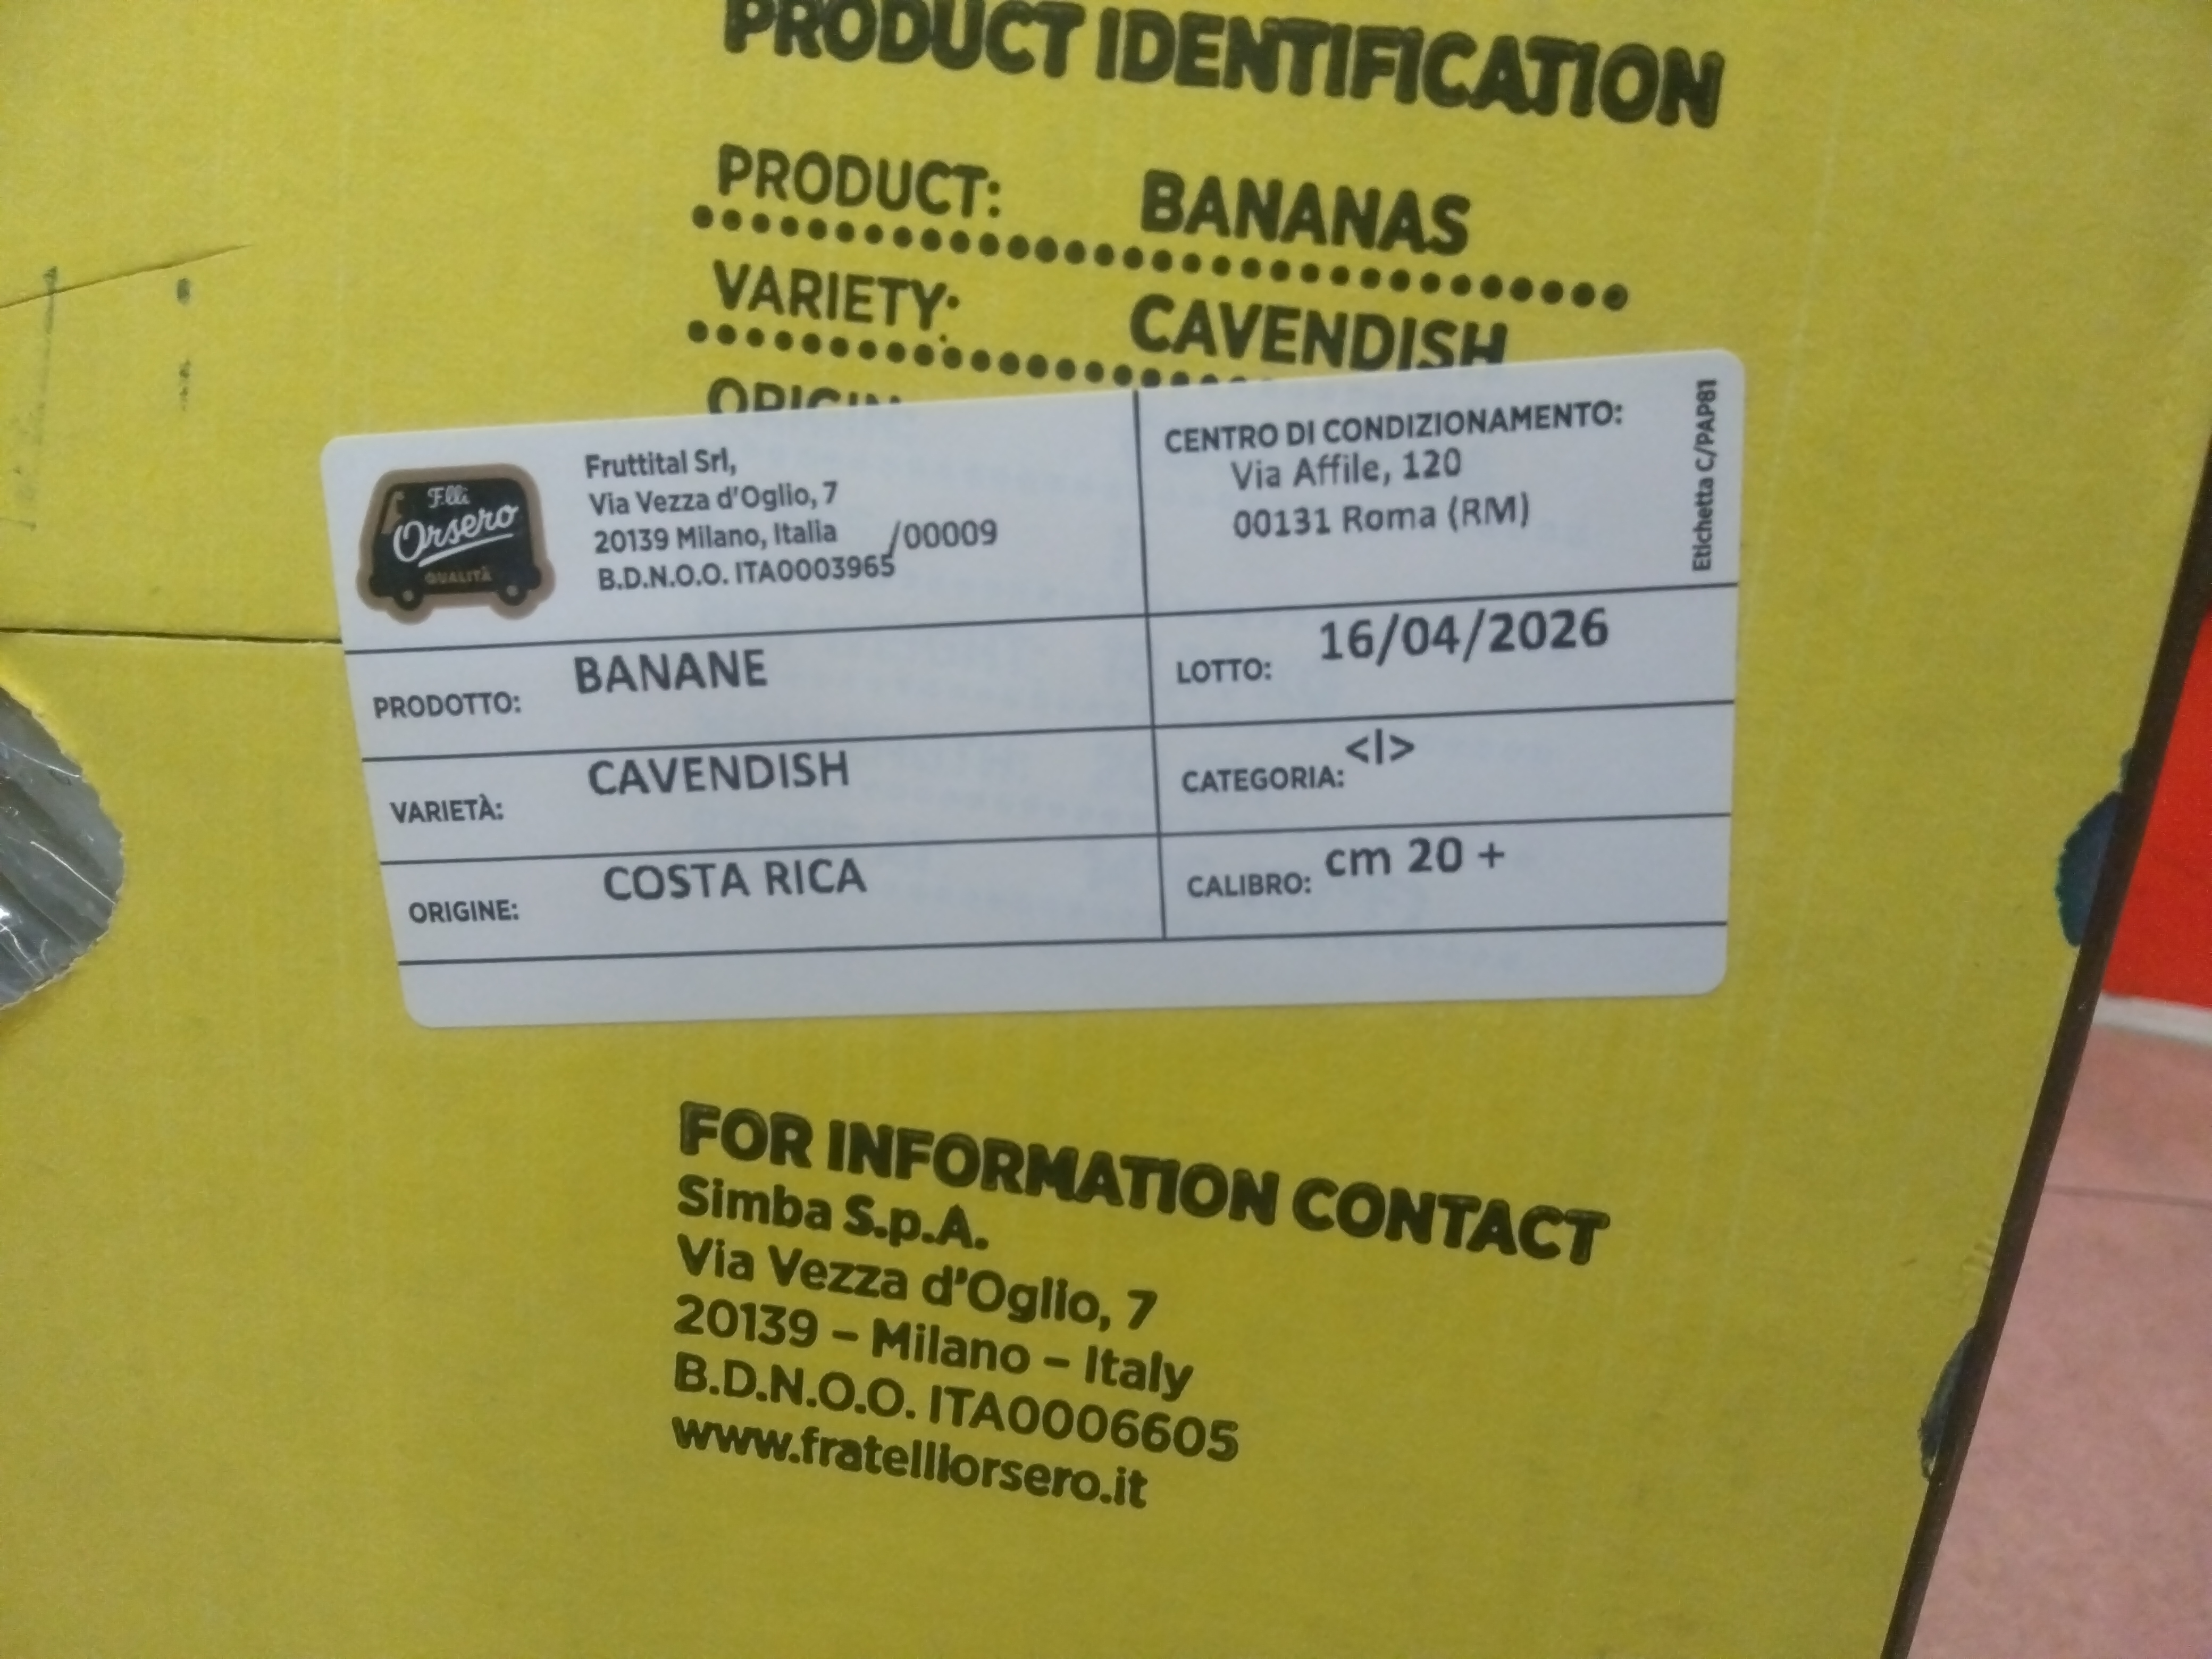 PRODUCT IDENTIFICATION
PRODUCT: BANANAS
VARIETY: CAVENDISH
ORIGIN:
F.lli
Orsero
QUALITÀ
Fruttital Srl,
Via Vezza d'Oglio, 7
20139 Milano, Italia
B.D.N.O.O. ITA0003965 /00009
CENTRO DI CONDIZIONAMENTO:
Via Affile, 120
00131 Roma (RM)
Etichetta C/PAP81
PRODOTTO: BANANE
LOTTO: 16/04/2026
VARIETÀ: CAVENDISH
CATEGORIA: <I>
ORIGINE: COSTA RICA
CALIBRO: cm 20 +
FOR INFORMATION CONTACT
Simba S.p.A.
Via Vezza d'Oglio, 7
20139 – Milano – Italy
B.D.N.O.O. ITA0006605
www.fratelliorsero.it